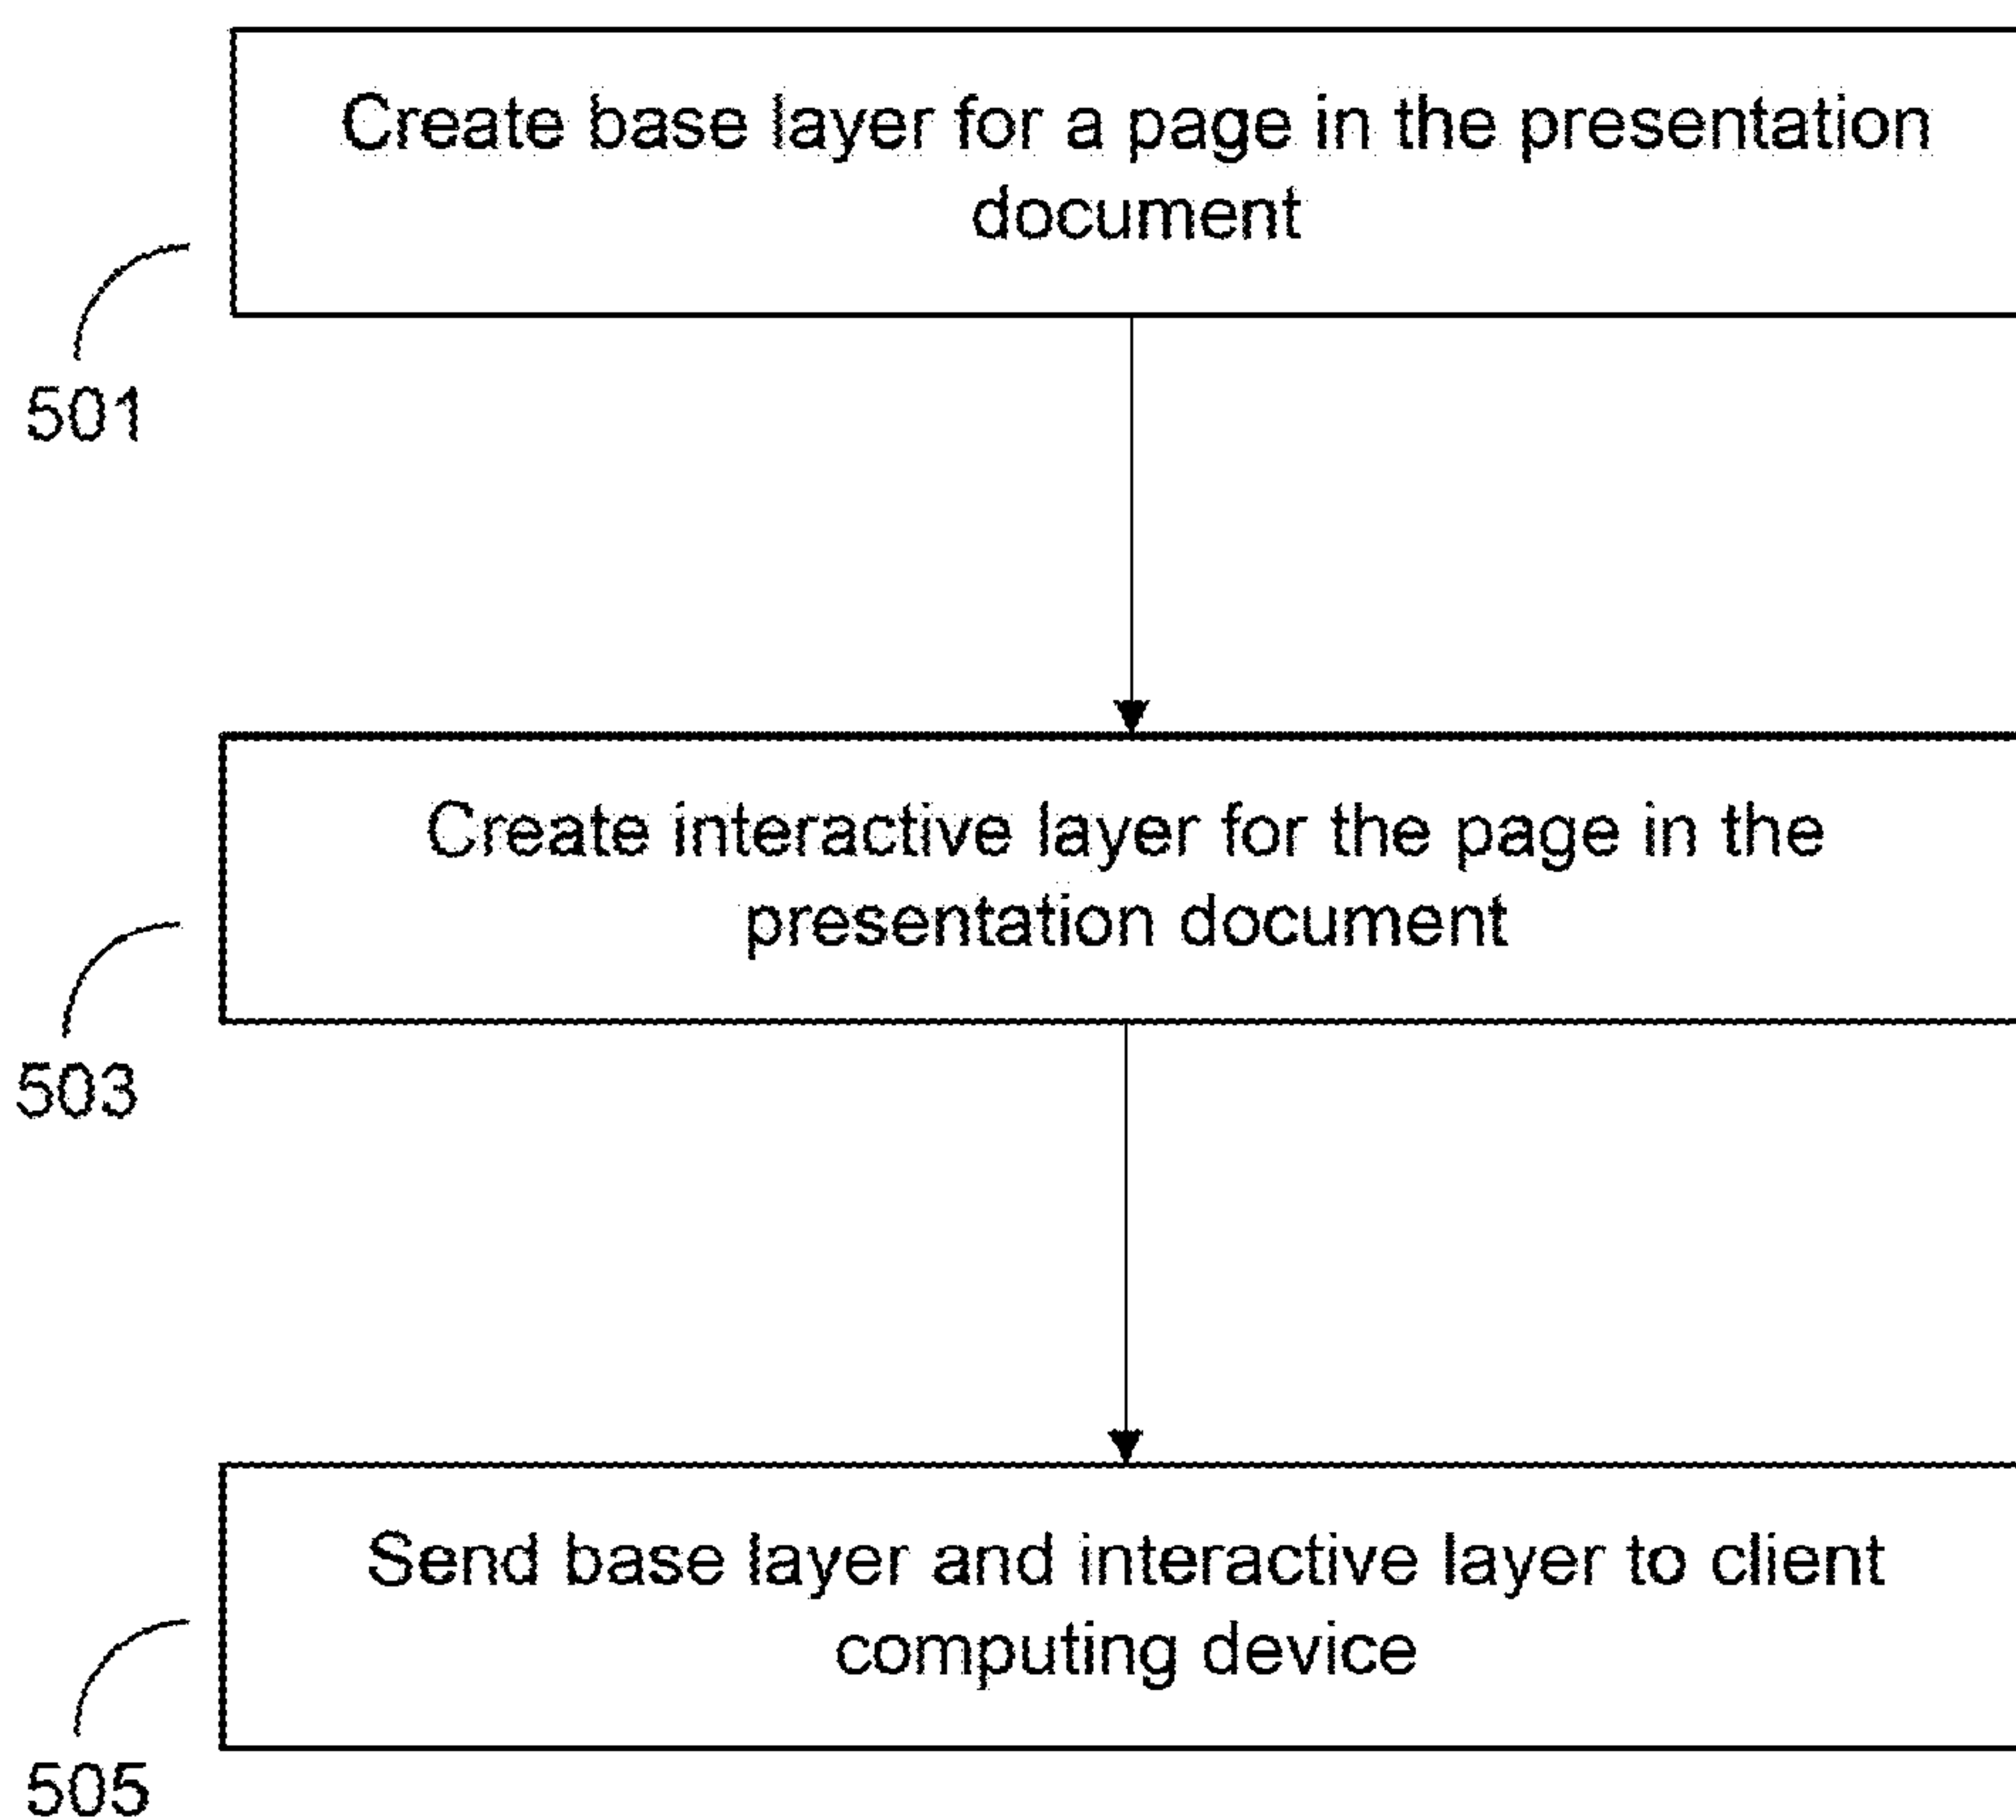 Create base layer for a page in the presentation
document
501
Create interactive layer for the page in the
presentation document
503
Send base layer and interactive layer to client
computing device
505